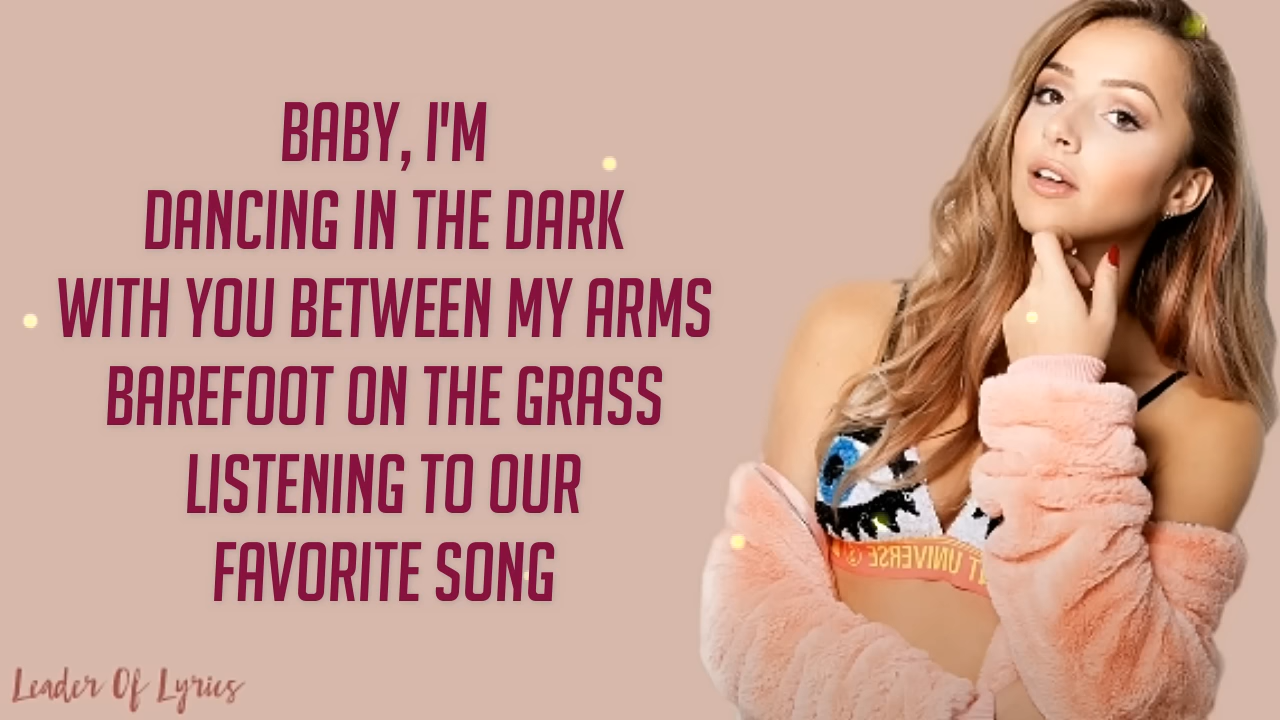 BABY, I'M
DANCING IN THE DARK
WITH YOU BETWEEN MY ARMS
BAREFOOT ON THE GRASS
LISTENING TO OUR
FAVORITE SONG
UNIVERSE
Leader Of Lyrics